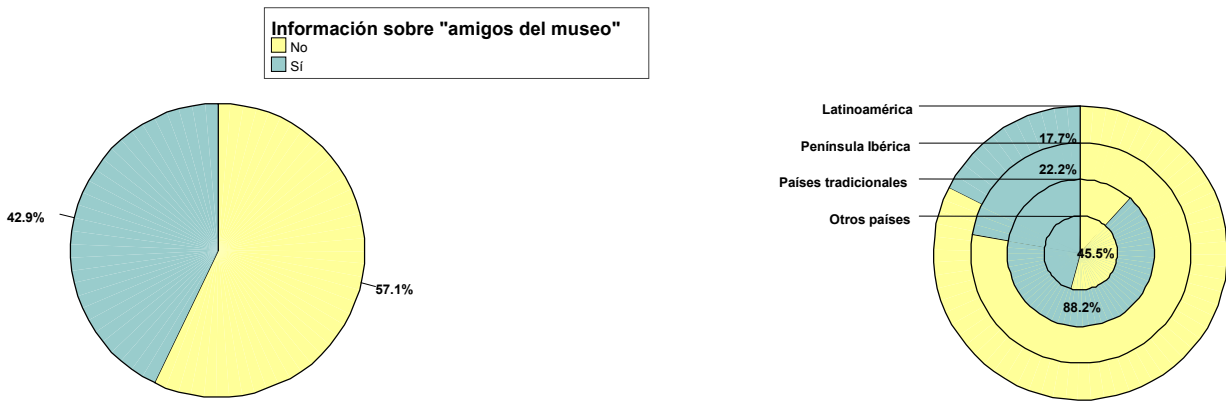 Información sobre "amigos del museo"
No
Sí
42.9%
57.1%
Latinoamérica
17.7%
Península Ibérica
22.2%
Países tradicionales
Otros países
45.5%
88.2%